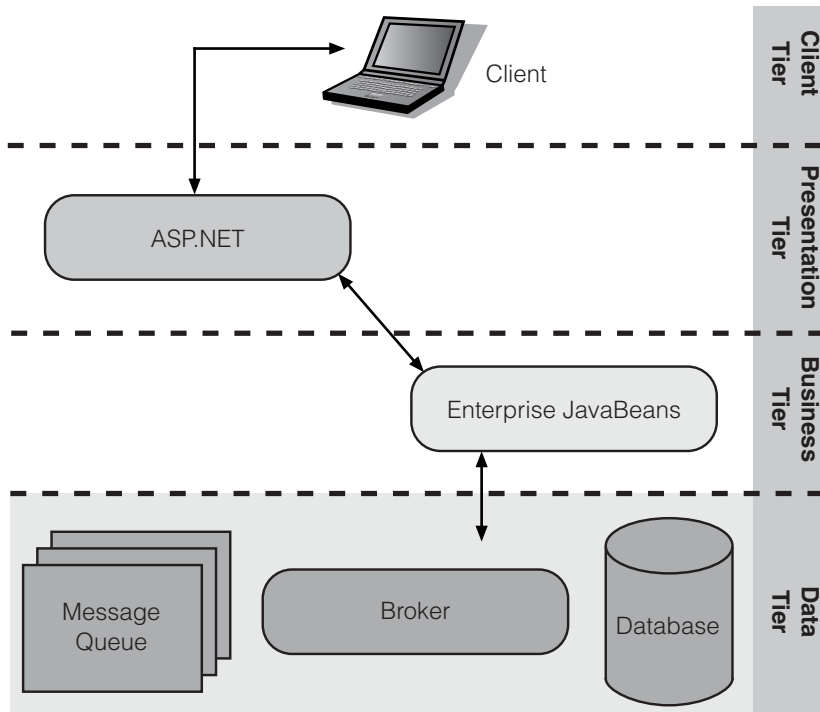 Client
Client
Tier
ASP.NET
Presentation
Tier
Enterprise JavaBeans
Business
Tier
Message
Queue
Broker
Database
Data
Tier